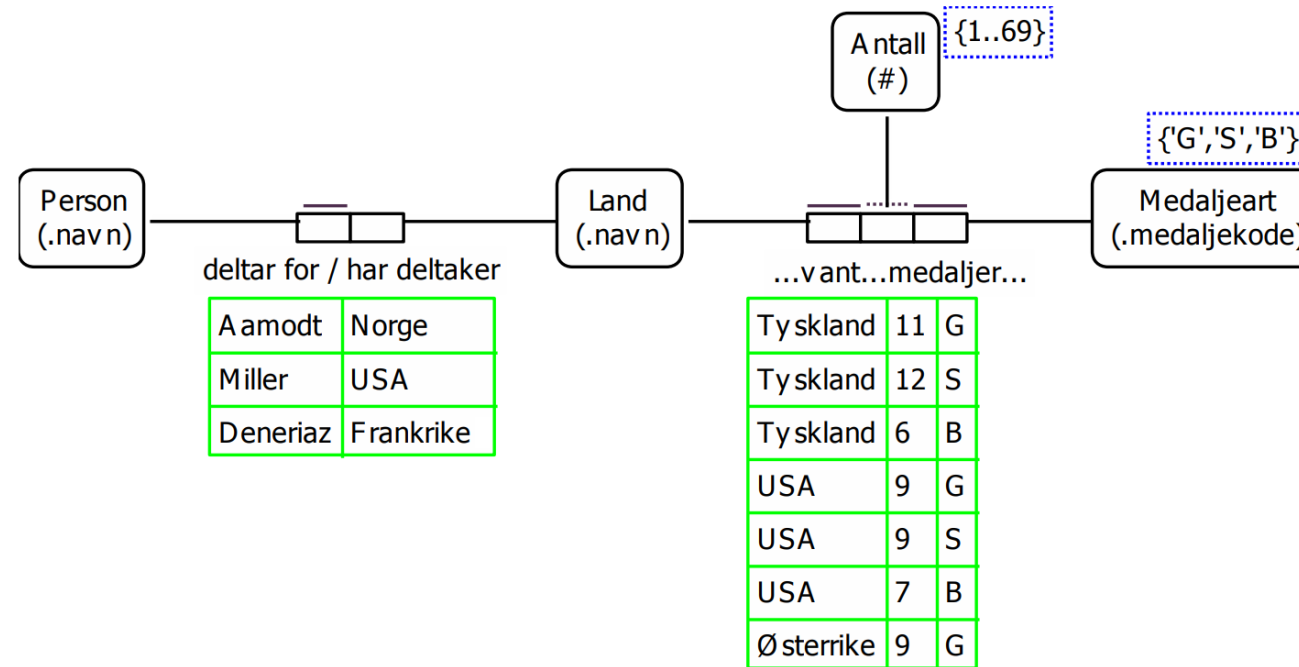 Antall
(#)
{1..69}
{'G','S','B'}
Person
(.navn)
Land
(.navn)
Medaljeart
(.medaljekode)
deltar for / har deltaker
...vant...medaljer...
Aamodt Norge
Miller USA
Deneriaz Frankrike
Tyskland 11 G
Tyskland 12 S
Tyskland 6 B
USA 9 G
USA 9 S
USA 7 B
Østerrike 9 G